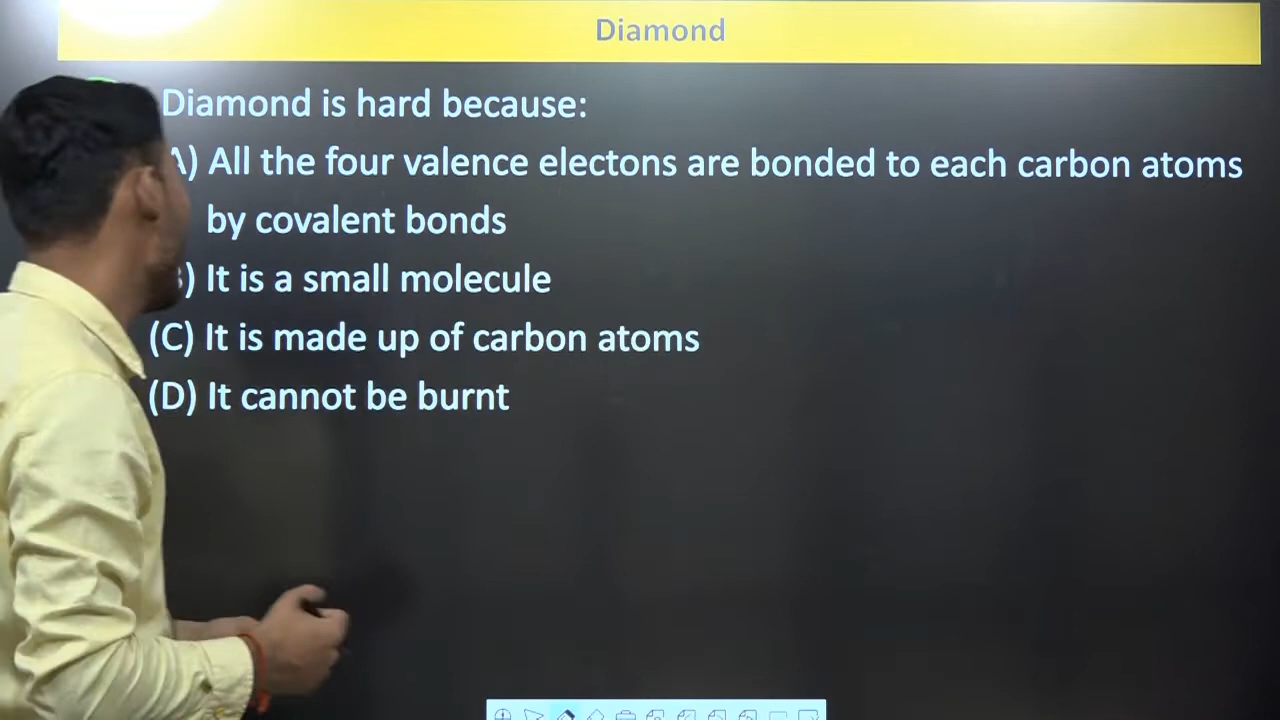 Diamond
Diamond is hard because:
A) All the four valence electons are bonded to each carbon atoms
by covalent bonds
) It is a small molecule
(C) It is made up of carbon atoms
(D) It cannot be burnt